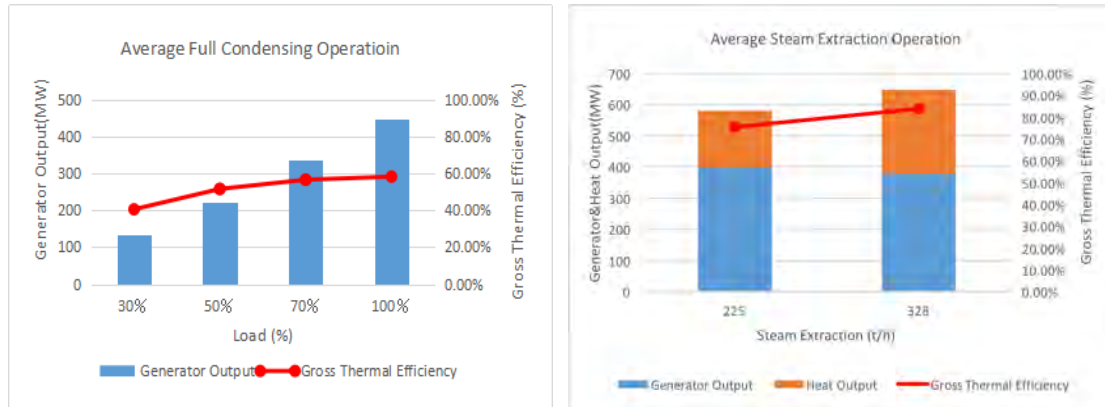 Average Full Condensing Operatioin
Generator Output(MW)
500
400
300
200
100
0
100.00%
80.00%
60.00%
40.00%
20.00%
0.00%
Gross Thermal Efficiency (%)
30%
50%
70%
100%
Load (%)
Generator Output
Gross Thermal Efficiency
Average Steam Extraction Operation
Generator&Heat Output(MW)
700
600
500
400
300
200
100
0
100.00%
90.00%
80.00%
70.00%
60.00%
50.00%
40.00%
30.00%
20.00%
10.00%
0.00%
Gross Thermal Efficiency (%)
225
328
Steam Extraction (t/h)
Generator Output
Heat Output
Gross Thermal Efficiency